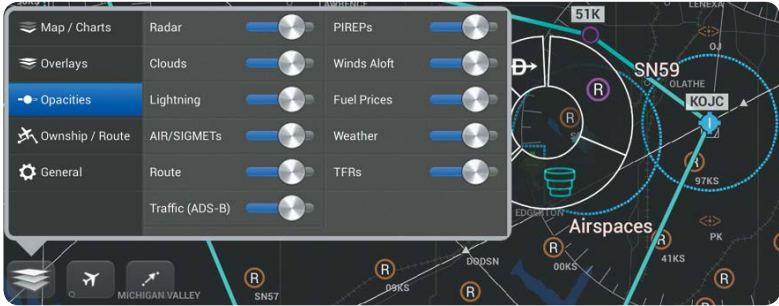 LAWRENCE
LENEXA
51K
Map / Charts
Radar
PIREPs
OJ
Overlays
Clouds
Winds Aloft
D
SN59
OLATHE
Opacities
Lightning
Fuel Prices
R
KOJC
I
R
Ownship / Route
AIR/SIGMETs
Weather
General
Route
TFRs
R
97KS
Traffic (ADS-B)
EDGERTON
Airspaces
PK
R
R
41KS
DODSN
00KS
R
R
09KS
R
R
MICHIGAN VALLEY
SN57